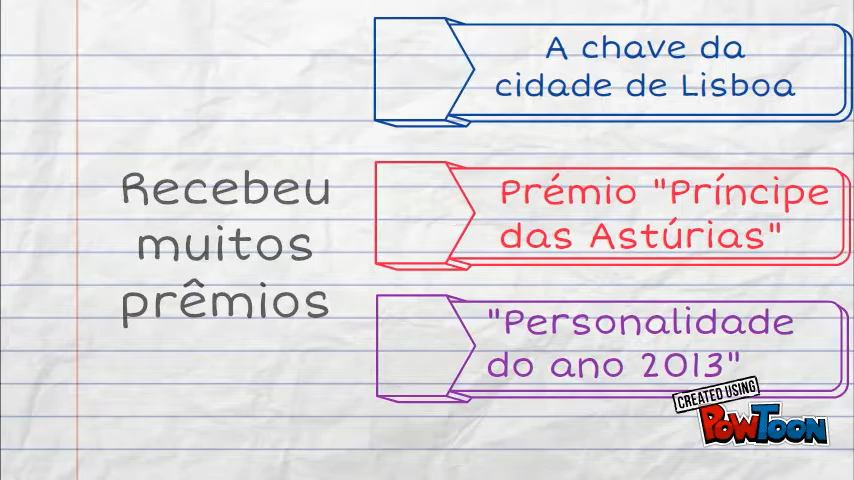 Recebeu
muitos
prêmios
A chave da
cidade de Lisboa
Prémio "Príncipe
das Astúrias"
"Personalidade
do ano 2013"
CREATED USING
POWTOON